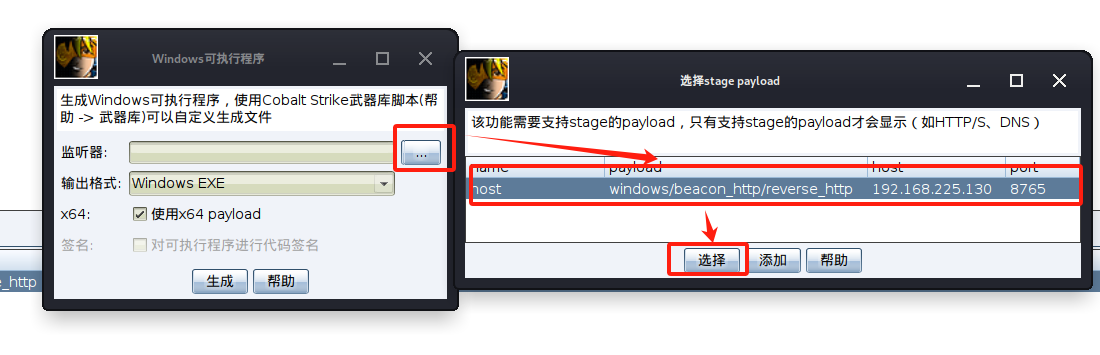 Windows可执行程序
生成Windows可执行程序，使用Cobalt Strike武器库脚本(帮
助 -> 武器库)可以自定义生成文件
监听器:
...
输出格式: Windows EXE
x64: 使用x64 payload
签名: 对可执行程序进行代码签名
生成 帮助
e_http
选择stage payload
该功能需要支持stage的payload，只有支持stage的payload才会显示（如HTTP/S、DNS）
name payload host port
host windows/beacon_http/reverse_http 192.168.225.130 8765
选择 添加 帮助